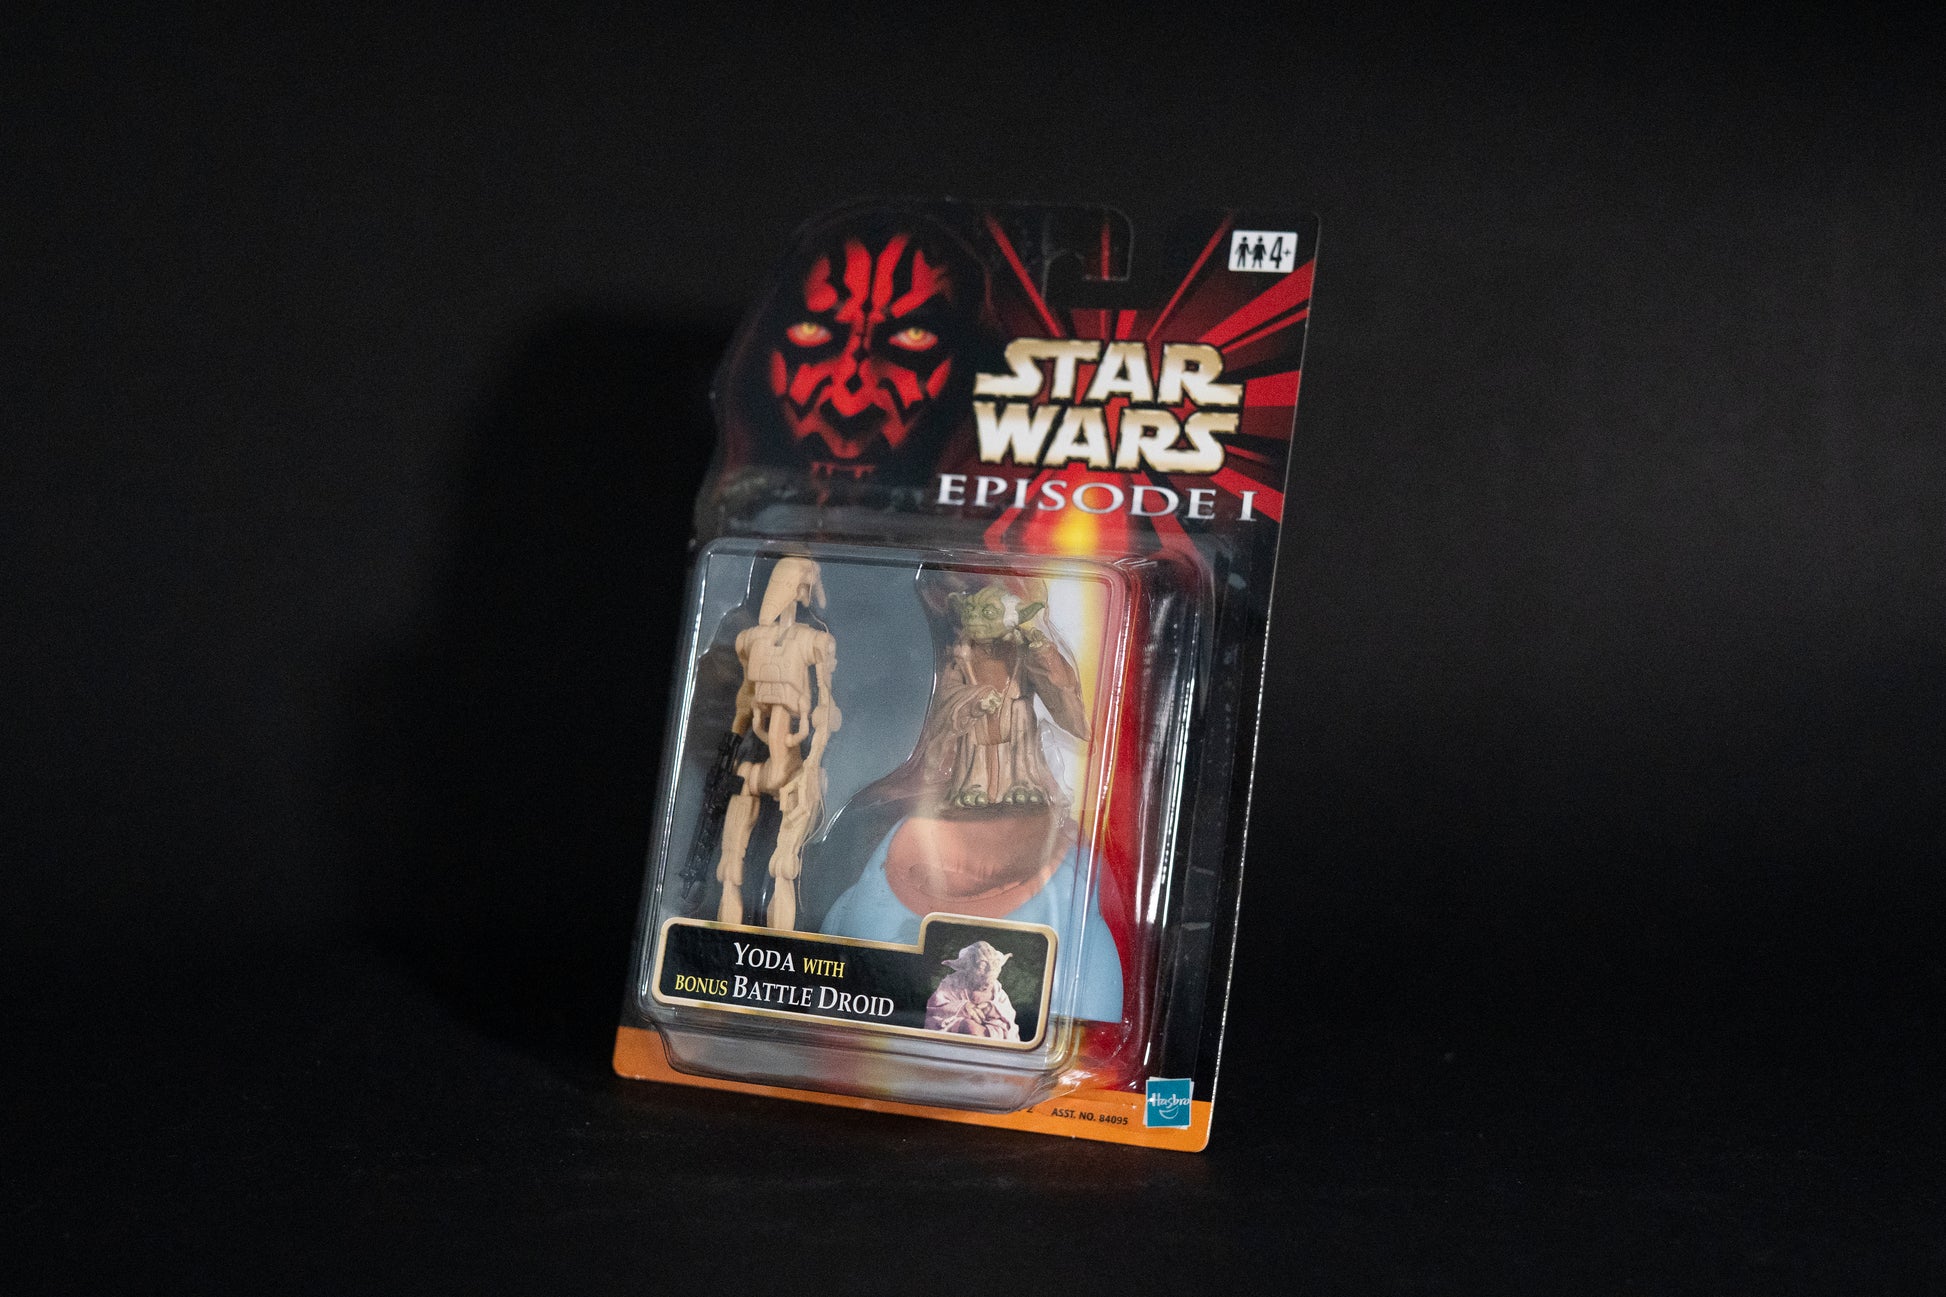 4+
STAR
WARS
EPISODE I
YODA WITH
BONUS BATTLE DROID
ASST. NO. 84095
Hasbro